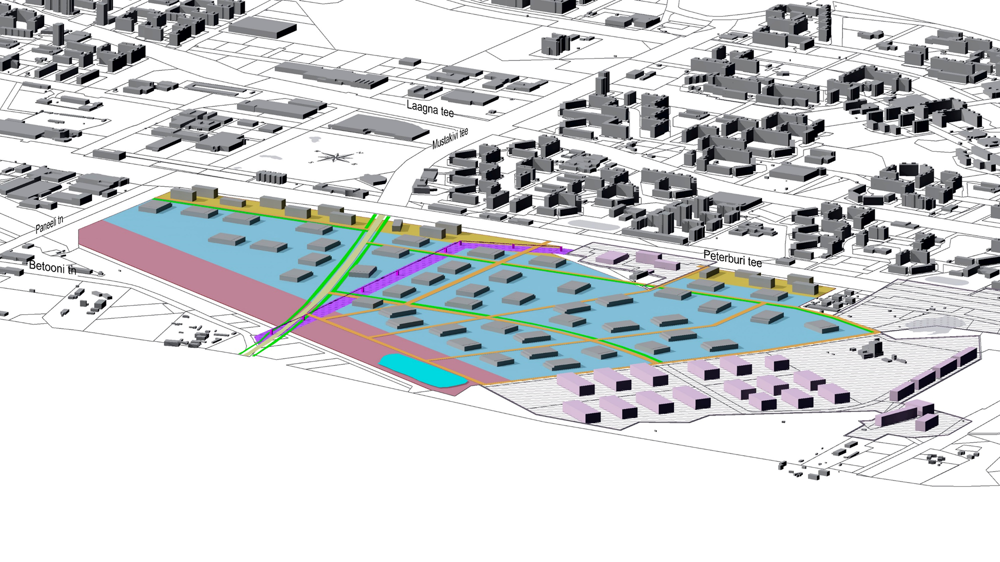 Laagna tee
Mustakivi tee
Paneeli tn
Betooni tn
Peterburi tee